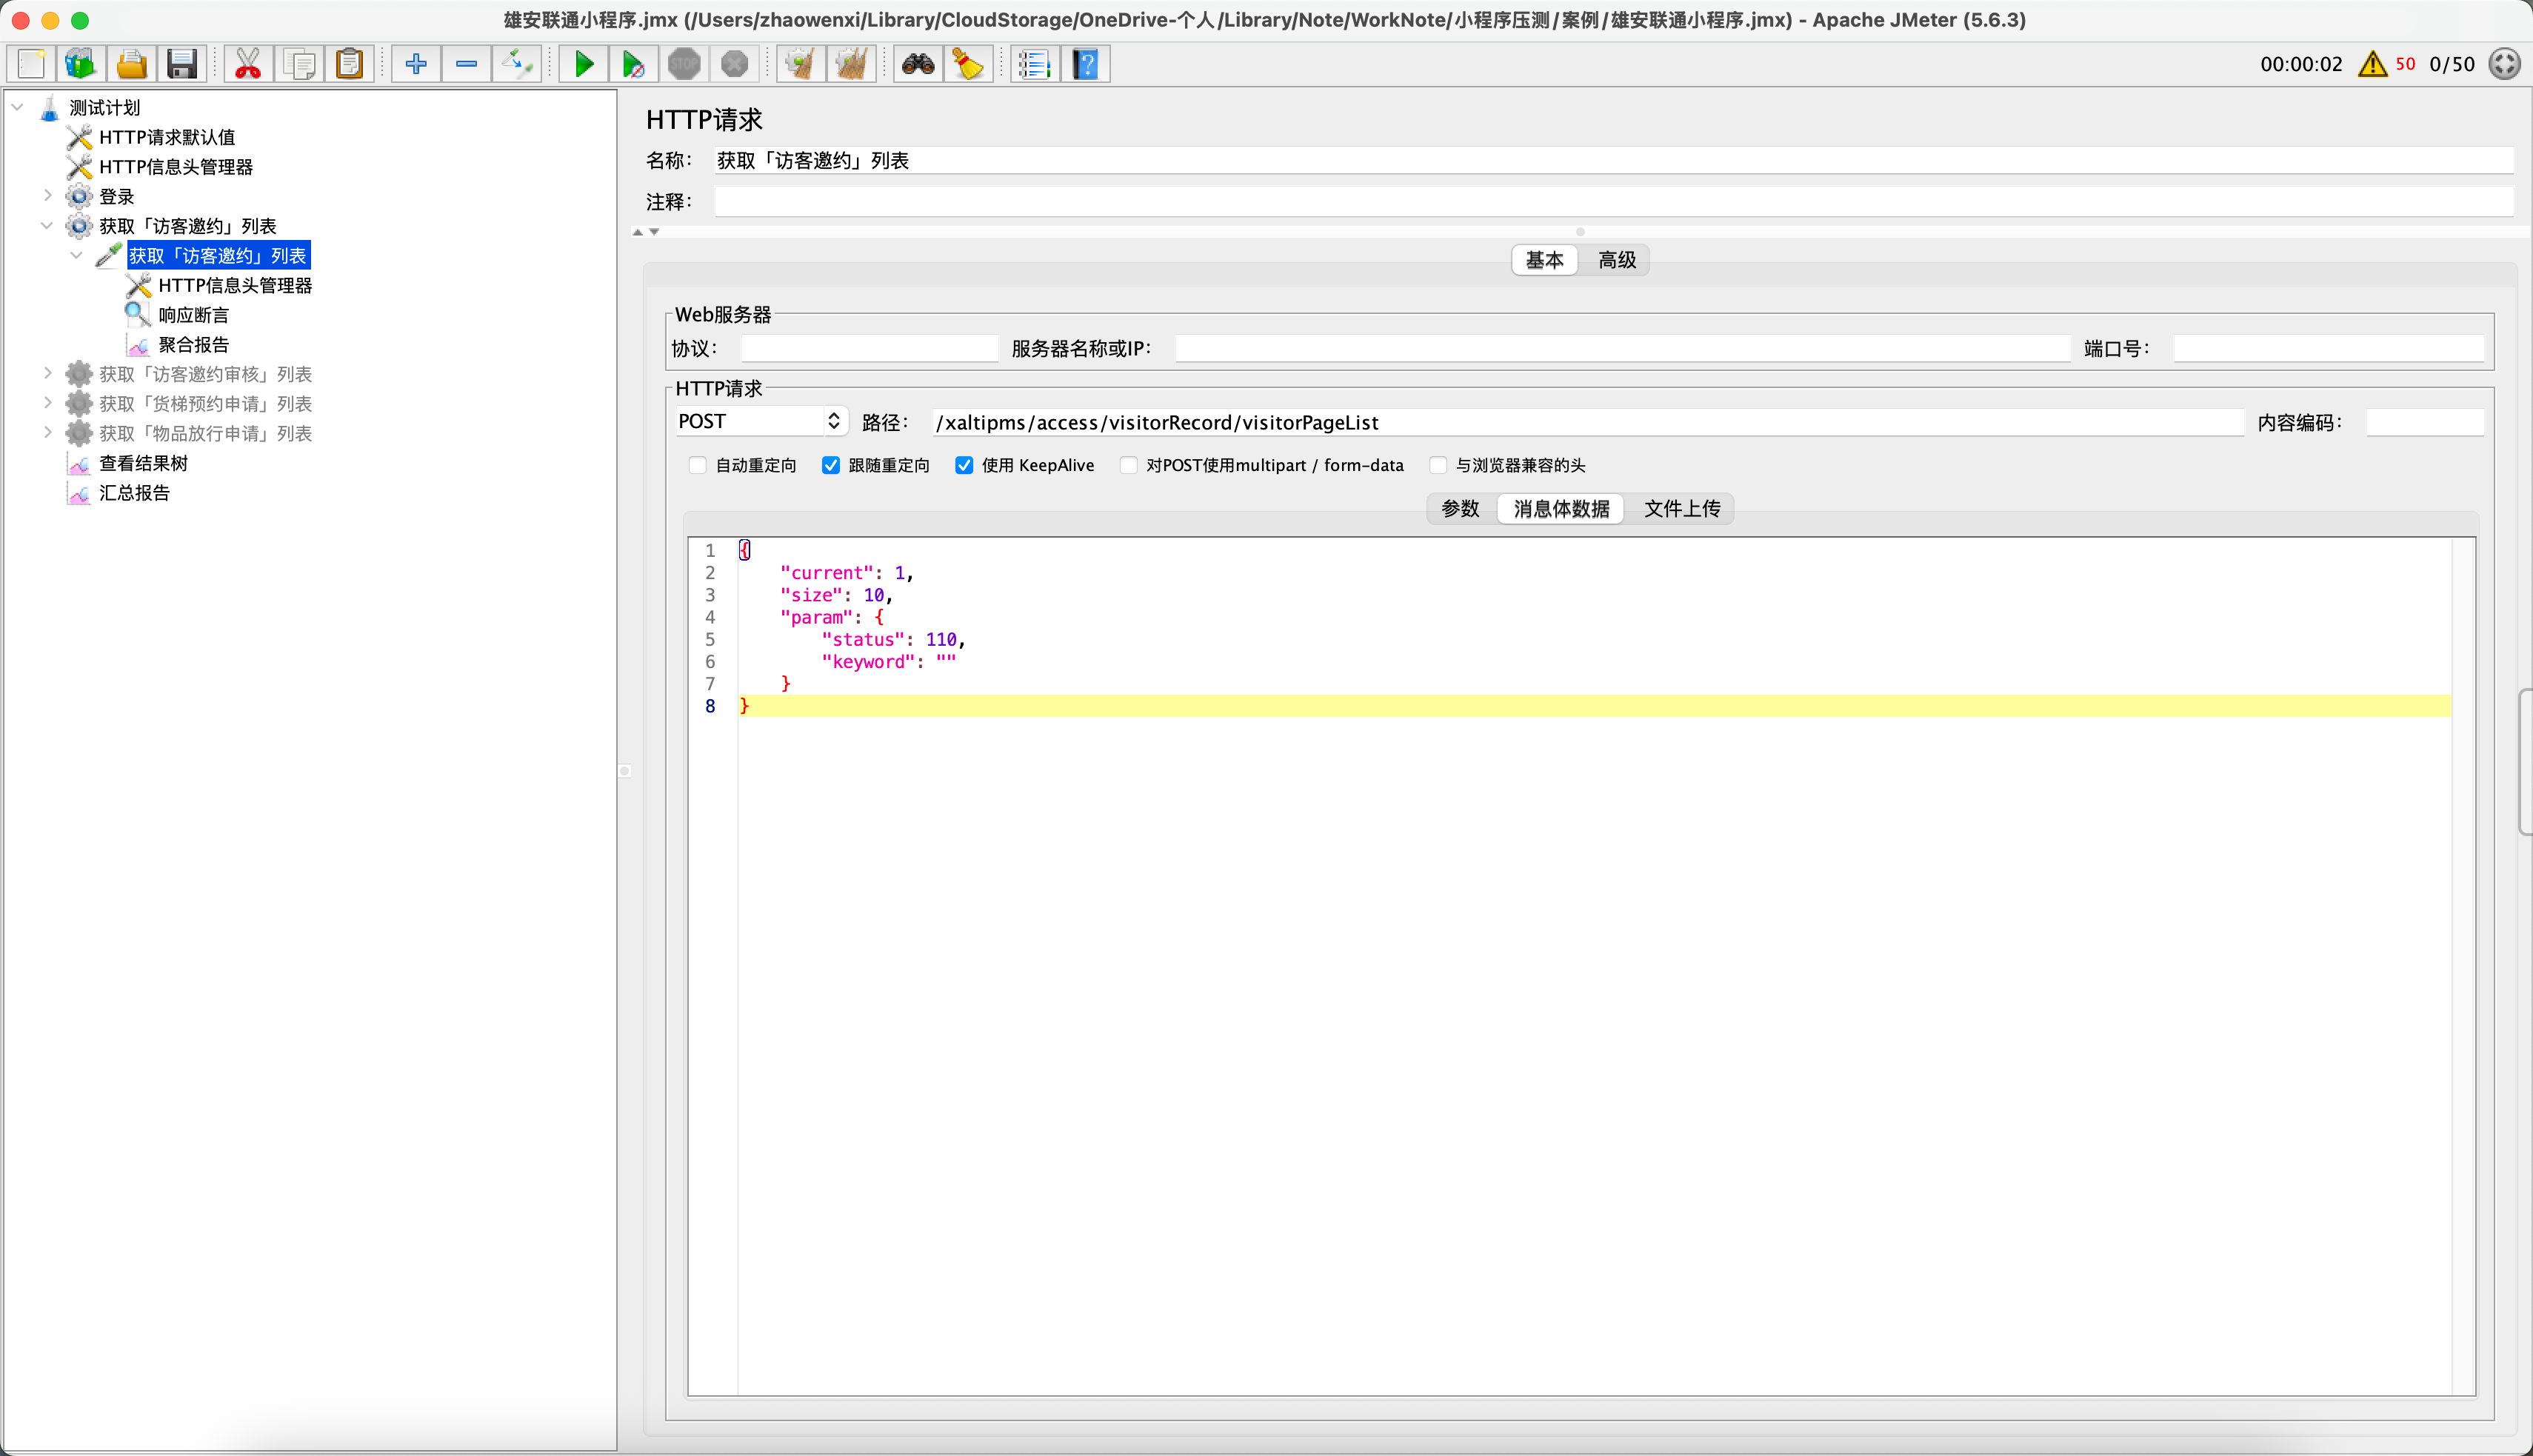 雄安联通小程序.jmx (/Users/zhaowenxi/Library/CloudStorage/OneDrive-个人/Library/Note/WorkNote/小程序压测/案例/雄安联通小程序.jmx) - Apache JMeter (5.6.3)
STOP
00:00:02 50 0/50
测试计划
HTTP请求默认值
HTTP信息头管理器
登录
获取「访客邀约」列表
获取「访客邀约」列表
HTTP信息头管理器
响应断言
聚合报告
获取「访客邀约审核」列表
获取「货梯预约申请」列表
获取「物品放行申请」列表
查看结果树
汇总报告
HTTP请求
名称: 获取「访客邀约」列表
注释:
基本 高级
Web服务器
协议: 服务器名称或IP: 端口号:
HTTP请求
POST 路径: /xaltipms/access/visitorRecord/visitorPageList 内容编码:
自动重定向 跟随重定向 使用 KeepAlive 对POST使用multipart / form-data 与浏览器兼容的头
参数 消息体数据 文件上传
1 {
2 "current": 1,
3 "size": 10,
4 "param": {
5 "status": 110,
6 "keyword": ""
7 }
8 }